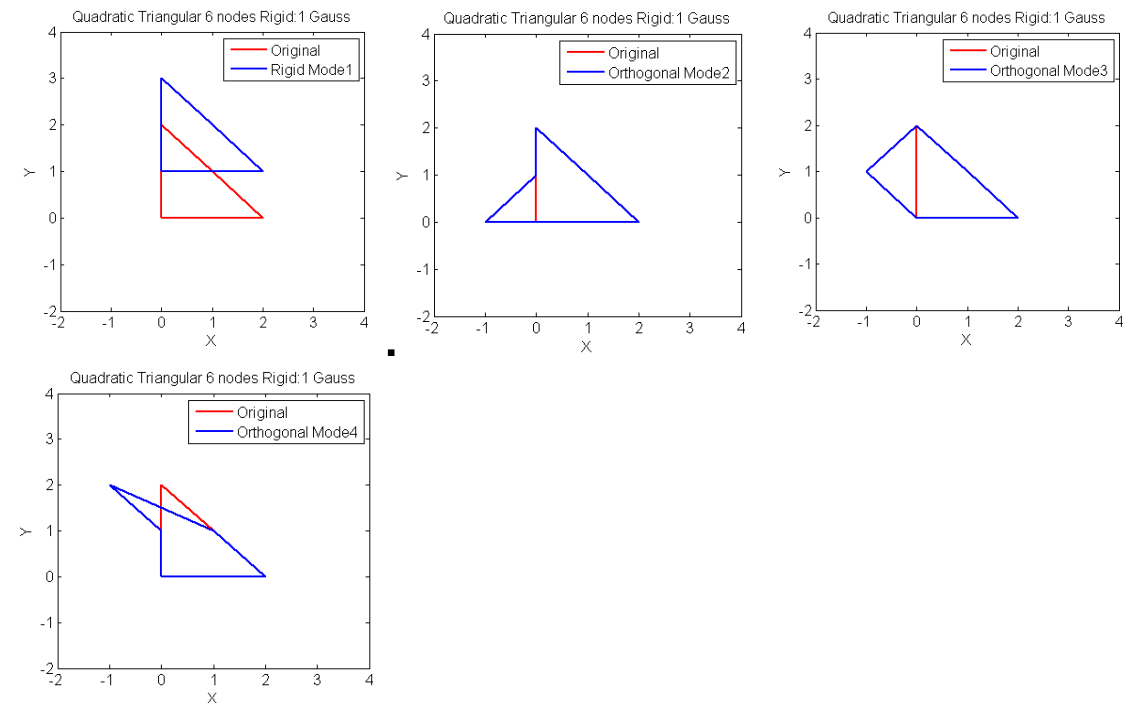 Quadratic Triangular 6 nodes Rigid:1 Gauss
Original
Rigid Mode1
4
3
2
1
0
-1
-2
Y
-2 -1 0 1 2 3 4
X
Quadratic Triangular 6 nodes Rigid:1 Gauss
Original
Orthogonal Mode2
4
3
2
1
0
-1
-2
Y
-2 -1 0 1 2 3 4
X
Quadratic Triangular 6 nodes Rigid:1 Gauss
Original
Orthogonal Mode3
4
3
2
1
0
-1
-2
Y
-2 -1 0 1 2 3 4
X
Quadratic Triangular 6 nodes Rigid:1 Gauss
Original
Orthogonal Mode4
4
3
2
1
0
-1
-2
Y
-2 -1 0 1 2 3 4
X